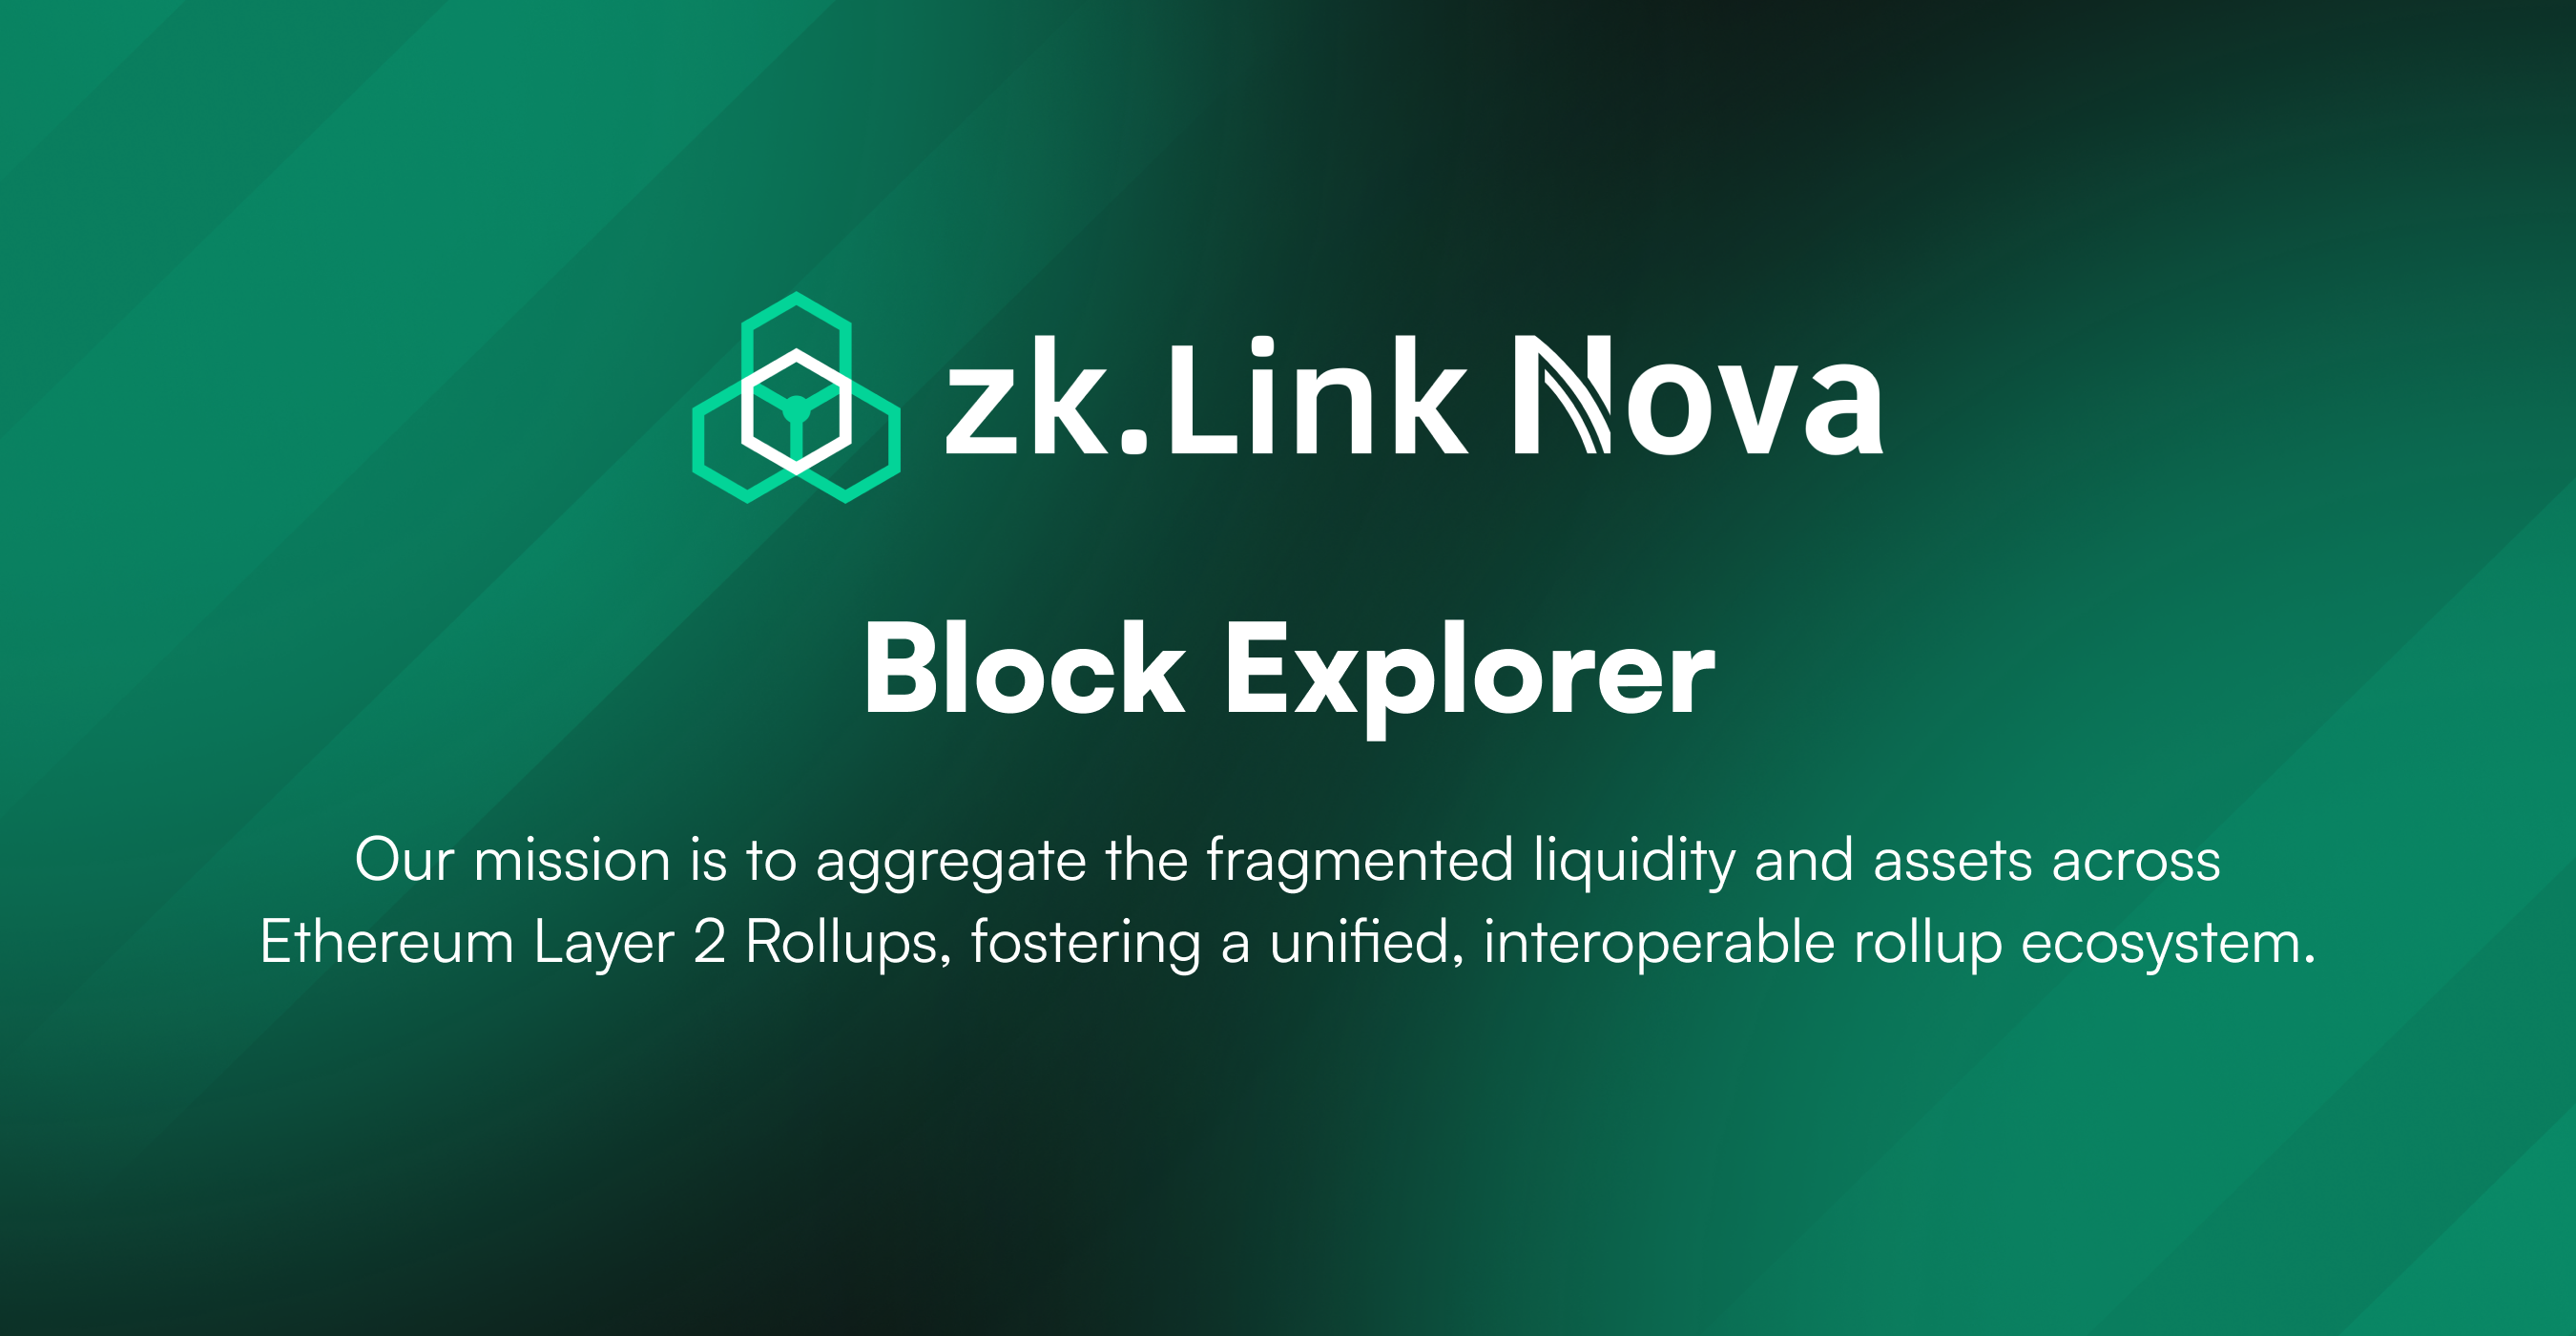 zk.Link Nova
Block Explorer
Our mission is to aggregate the fragmented liquidity and assets across
Ethereum Layer 2 Rollups, fostering a unified, interoperable rollup ecosystem.